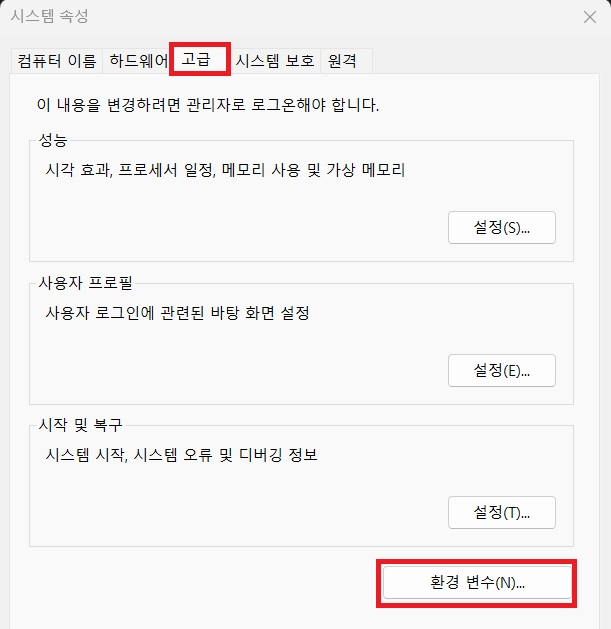 시스템 속성
컴퓨터 이름 하드웨어 고급 시스템 보호 원격
이 내용을 변경하려면 관리자로 로그온해야 합니다.
성능
시각 효과, 프로세서 일정, 메모리 사용 및 가상 메모리
설정(S)...
사용자 프로필
사용자 로그인에 관련된 바탕 화면 설정
설정(E)...
시작 및 복구
시스템 시작, 시스템 오류 및 디버깅 정보
설정(T)...
환경 변수(N)...